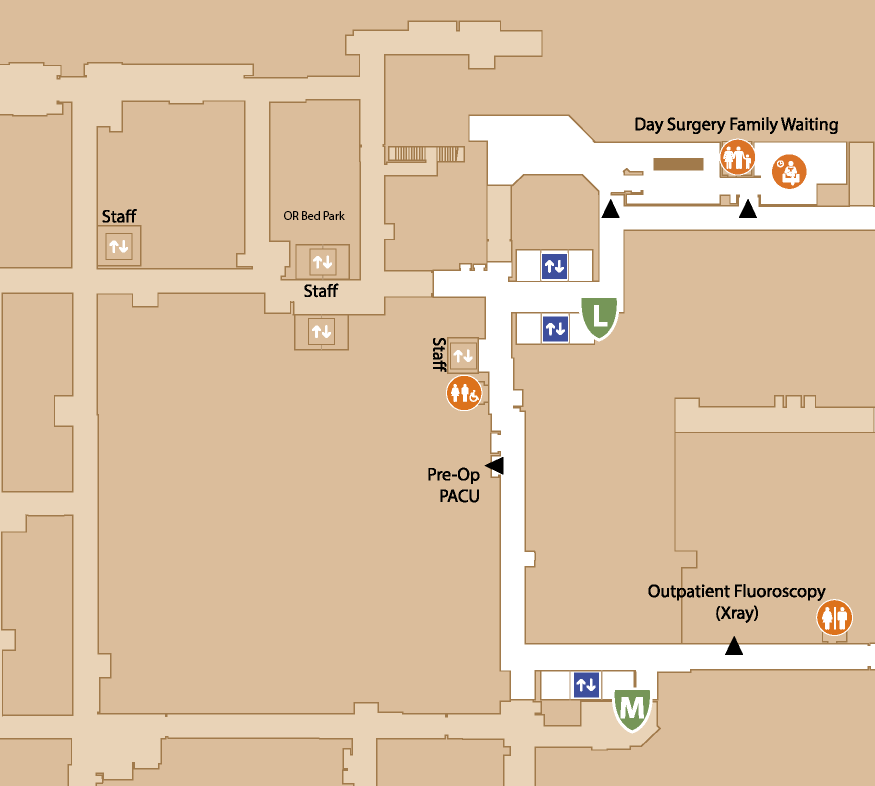 Day Surgery Family Waiting
Staff
OR Bed Park
Staff
L
Staff
Pre-Op
PACU
Outpatient Fluoroscopy
(Xray)
M